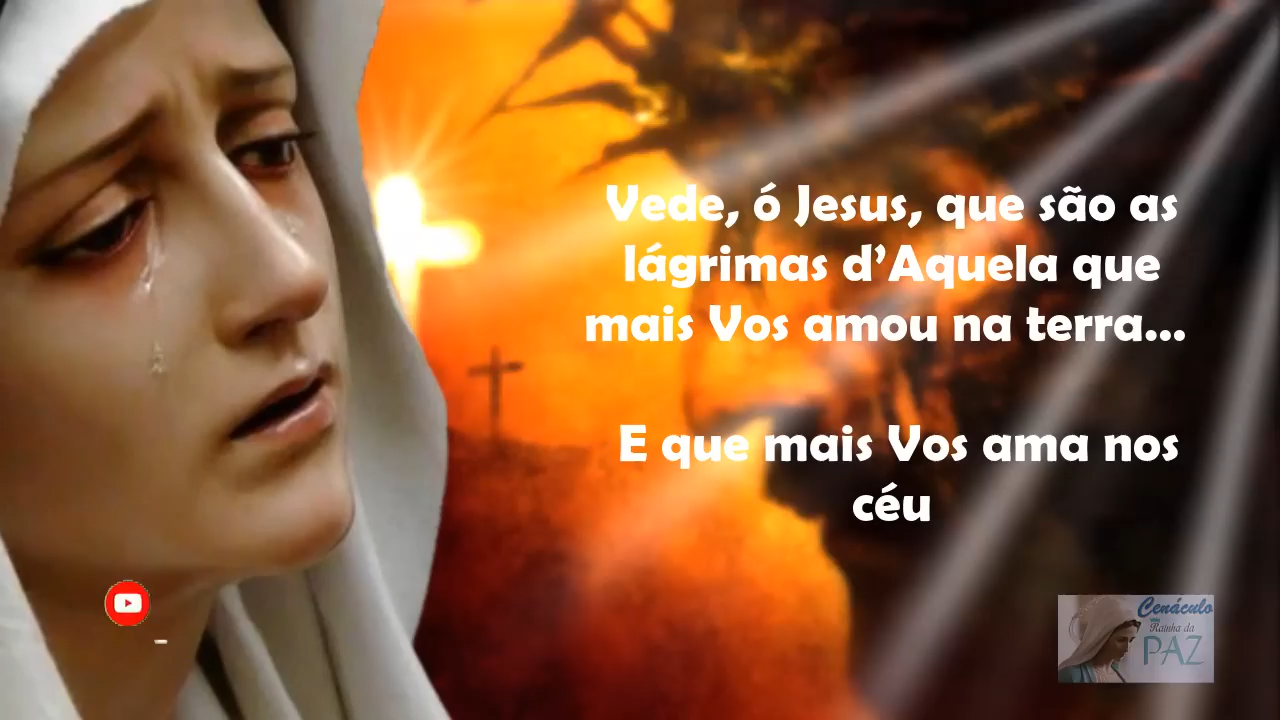 Vede, ó Jesus, que são as
lágrimas d’Aquela que
mais Vos amou na terra...
E que mais Vos ama nos
céu
Cenáculo
Rainha da
PAZ